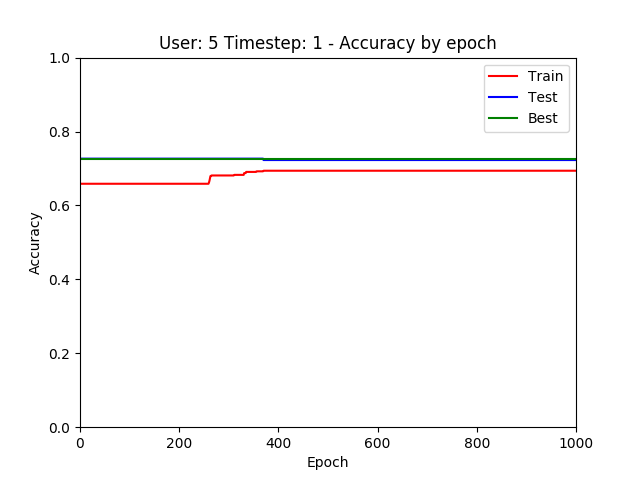 User: 5 Timestep: 1 - Accuracy by epoch
1.0
0.8
0.6
0.4
0.2
0.0
Accuracy
Train
Test
Best
0 200 400 600 800 1000
Epoch